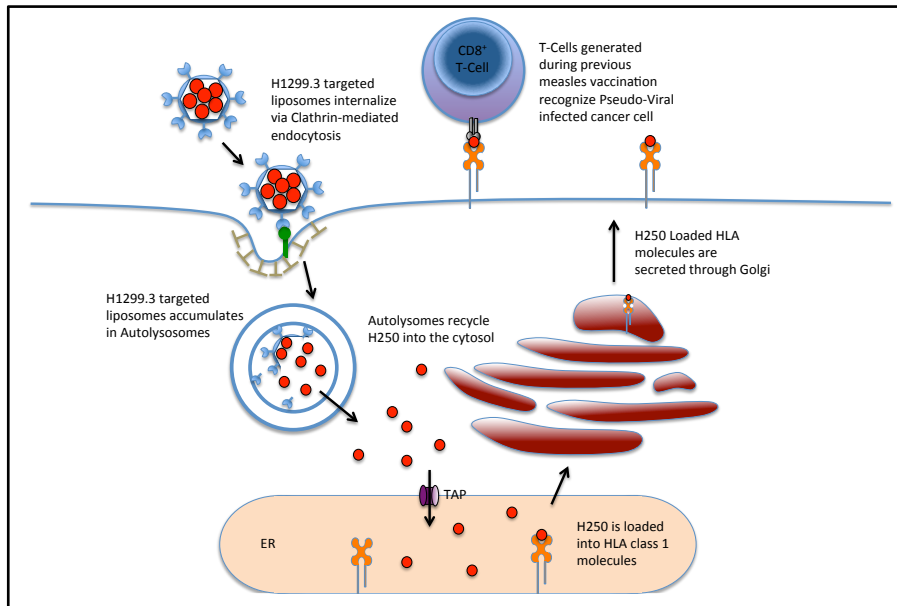 H1299.3 targeted
liposomes internalize
via Clathrin-mediated
endocytosis
CD8+
T-Cell
T-Cells generated
during previous
measles vaccination
recognize Pseudo-Viral
infected cancer cell
H250 Loaded HLA
molecules are
secreted through Golgi
H1299.3 targeted
liposomes accumulates
in Autolysosomes
Autolysomes recycle
H250 into the cytosol
TAP
ER
H250 is loaded
into HLA class 1
molecules